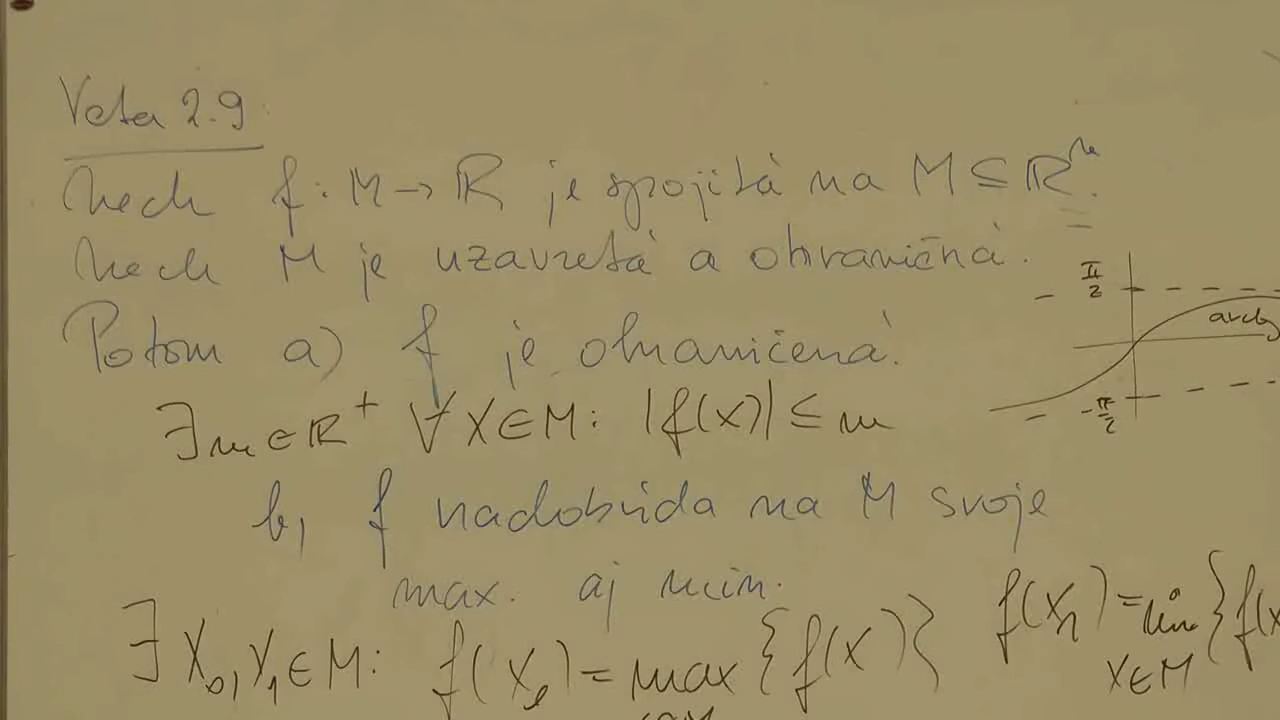 Veta 2.9
Nech f: M → ℝ je spojitá na M ⊆ ℝⁿ.
Nech M je uzavretá a ohraničená.
Potom a) f je ohraničená.
∃ m ∈ ℝ⁺ ∀ X ∈ M: |f(X)| ≤ m
b, f nadobúda na M svoje
max. aj min.
∃ X₀, X₁ ∈ M: f(X₀) = max {f(X)} f(X₁) = min {f(X
X ∈ M
π/2
-π/2